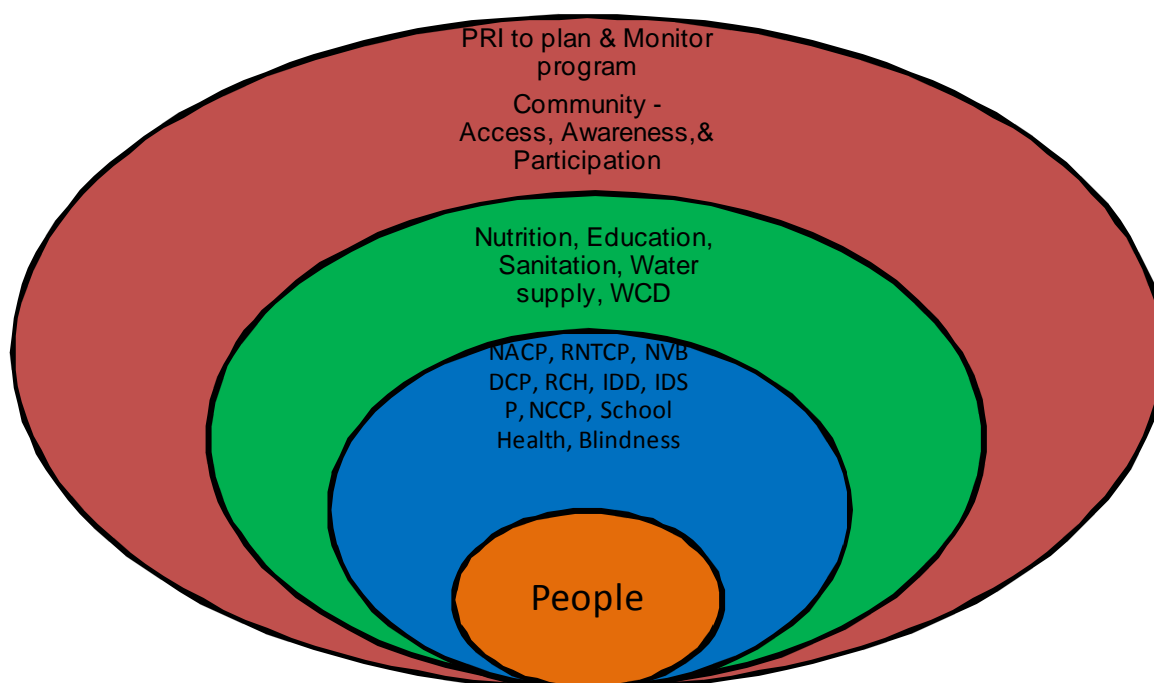 PRI to plan & Monitor
program
Community -
Access, Awareness,&
Participation
Nutrition, Education,
Sanitation, Water
supply, WCD
NACP, RNTCP, NVB
DCP, RCH, IDD, IDS
P, NCCP, School
Health, Blindness
People